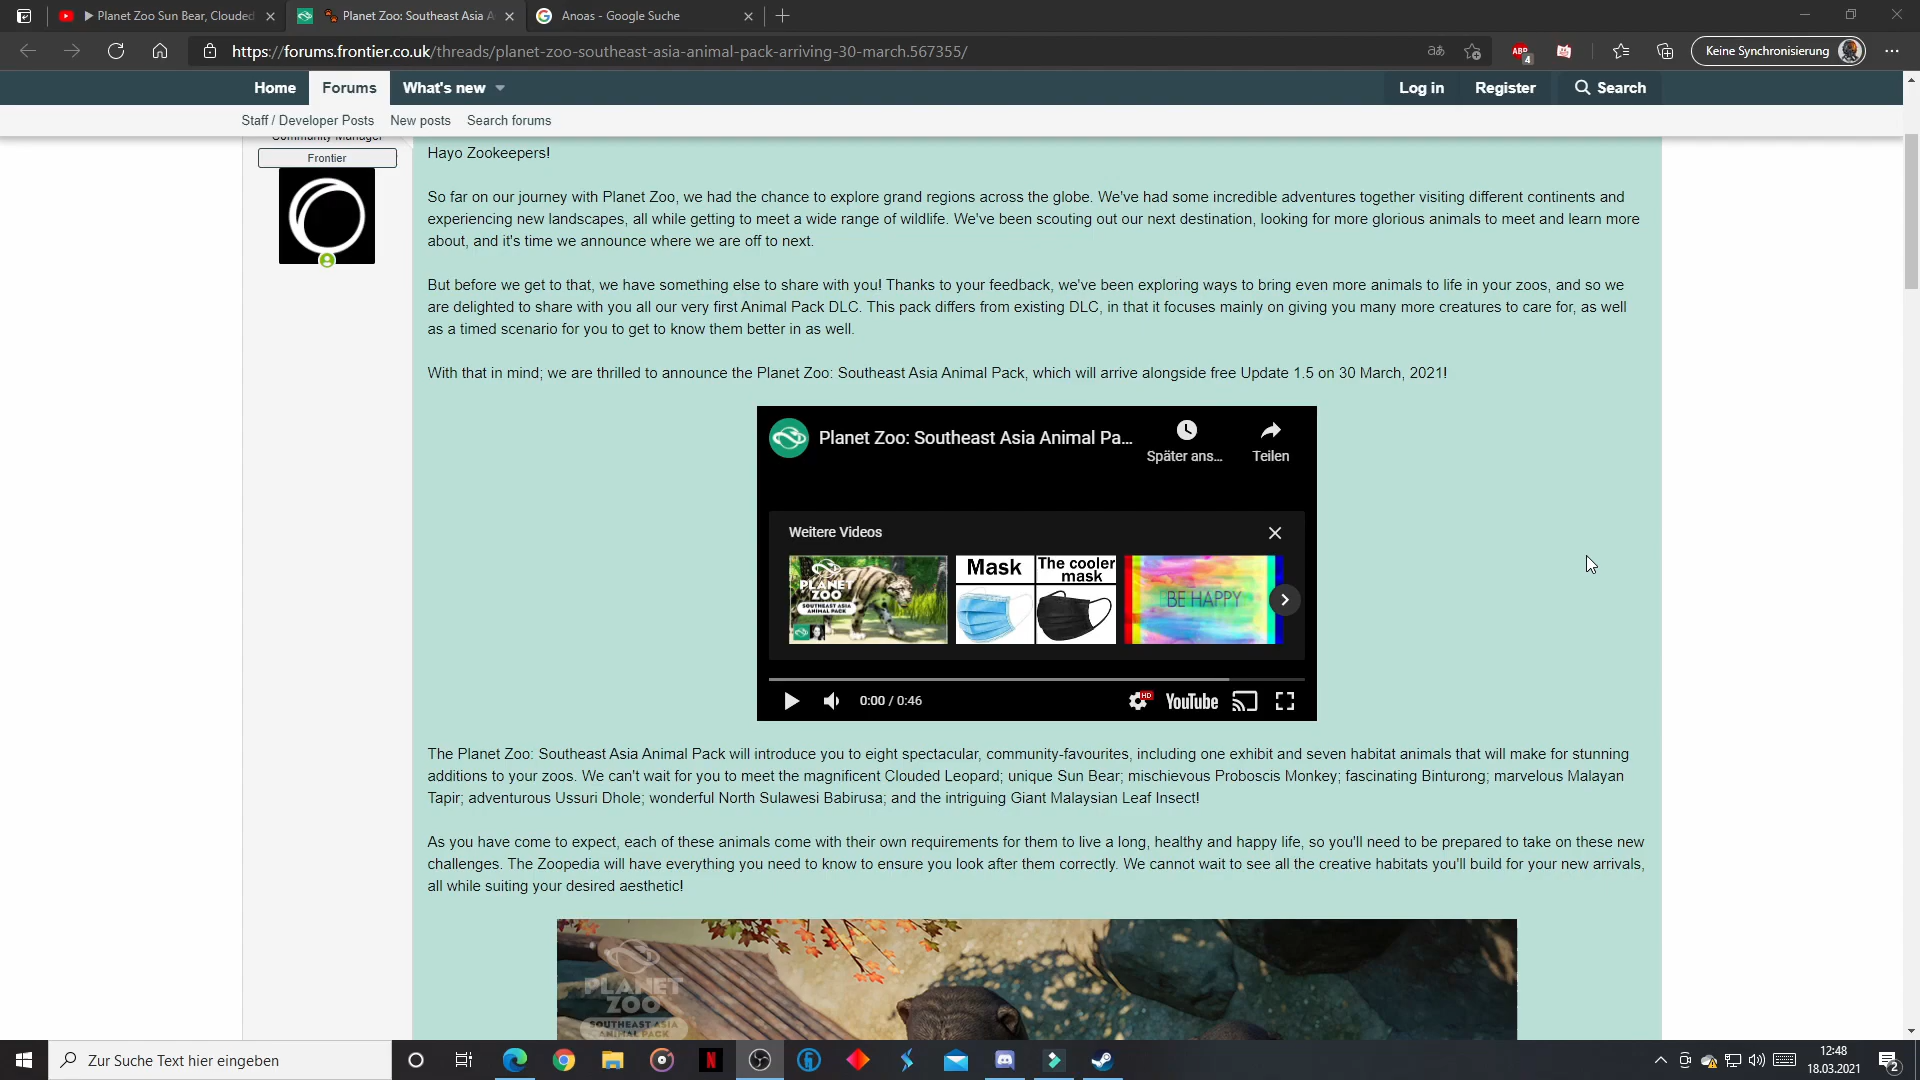 Planet Zoo Sun Bear, Clouded
Planet Zoo: Southeast Asia A
Anoas - Google Suche
https://forums.frontier.co.uk/threads/planet-zoo-southeast-asia-animal-pack-arriving-30-march.567355/
ABP
4
Keine Synchronisierung
Home
Forums
What's new
Log in
Register
Search
Staff / Developer Posts
New posts
Search forums
Community Manager
Frontier
Hayo Zookeepers!
So far on our journey with Planet Zoo, we had the chance to explore grand regions across the globe. We've had some incredible adventures together visiting different continents and
experiencing new landscapes, all while getting to meet a wide range of wildlife. We've been scouting out our next destination, looking for more glorious animals to meet and learn more
about, and it's time we announce where we are off to next.
But before we get to that, we have something else to share with you! Thanks to your feedback, we've been exploring ways to bring even more animals to life in your zoos, and so we
are delighted to share with you all our very first Animal Pack DLC. This pack differs from existing DLC, in that it focuses mainly on giving you many more creatures to care for, as well
as a timed scenario for you to get to know them better in as well.
With that in mind; we are thrilled to announce the Planet Zoo: Southeast Asia Animal Pack, which will arrive alongside free Update 1.5 on 30 March, 2021!
Planet Zoo: Southeast Asia Animal Pa...
Später ans...
Teilen
Weitere Videos
PLANET
ZOO
SOUTHEAST ASIA
ANIMAL PACK
Mask
The cooler
mask
BE HAPPY
0:00 / 0:46
HD
YouTube
The Planet Zoo: Southeast Asia Animal Pack will introduce you to eight spectacular, community-favourites, including one exhibit and seven habitat animals that will make for stunning
additions to your zoos. We can't wait for you to meet the magnificent Clouded Leopard; unique Sun Bear; mischievous Proboscis Monkey; fascinating Binturong; marvelous Malayan
Tapir; adventurous Ussuri Dhole; wonderful North Sulawesi Babirusa; and the intriguing Giant Malaysian Leaf Insect!
As you have come to expect, each of these animals come with their own requirements for them to live a long, healthy and happy life, so you'll need to be prepared to take on these new
challenges. The Zoopedia will have everything you need to know to ensure you look after them correctly. We cannot wait to see all the creative habitats you'll build for your new arrivals,
all while suiting your desired aesthetic!
PLANET
ZOO
SOUTHEAST ASIA
ANIMAL PACK
Zur Suche Text hier eingeben
12:48
18.03.2021
2